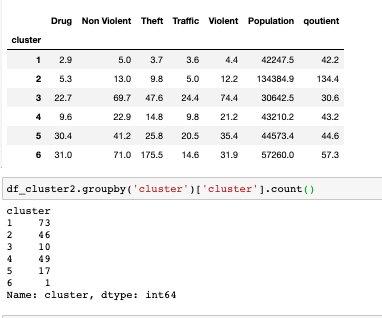 Drug Non Violent Theft Traffic Violent Population qoutient
cluster
1 2.9 5.0 3.7 3.6 4.4 42247.5 42.2
2 5.3 13.0 9.8 5.0 12.2 134384.9 134.4
3 22.7 69.7 47.6 24.4 74.4 30642.5 30.6
4 9.6 22.9 14.8 9.8 21.2 43210.2 43.2
5 30.4 41.2 25.8 20.5 35.4 44573.4 44.6
6 31.0 71.0 175.5 14.6 31.9 57260.0 57.3
df_cluster2.groupby('cluster')['cluster'].count()
cluster
1 73
2 46
3 10
4 49
5 17
6 1
Name: cluster, dtype: int64